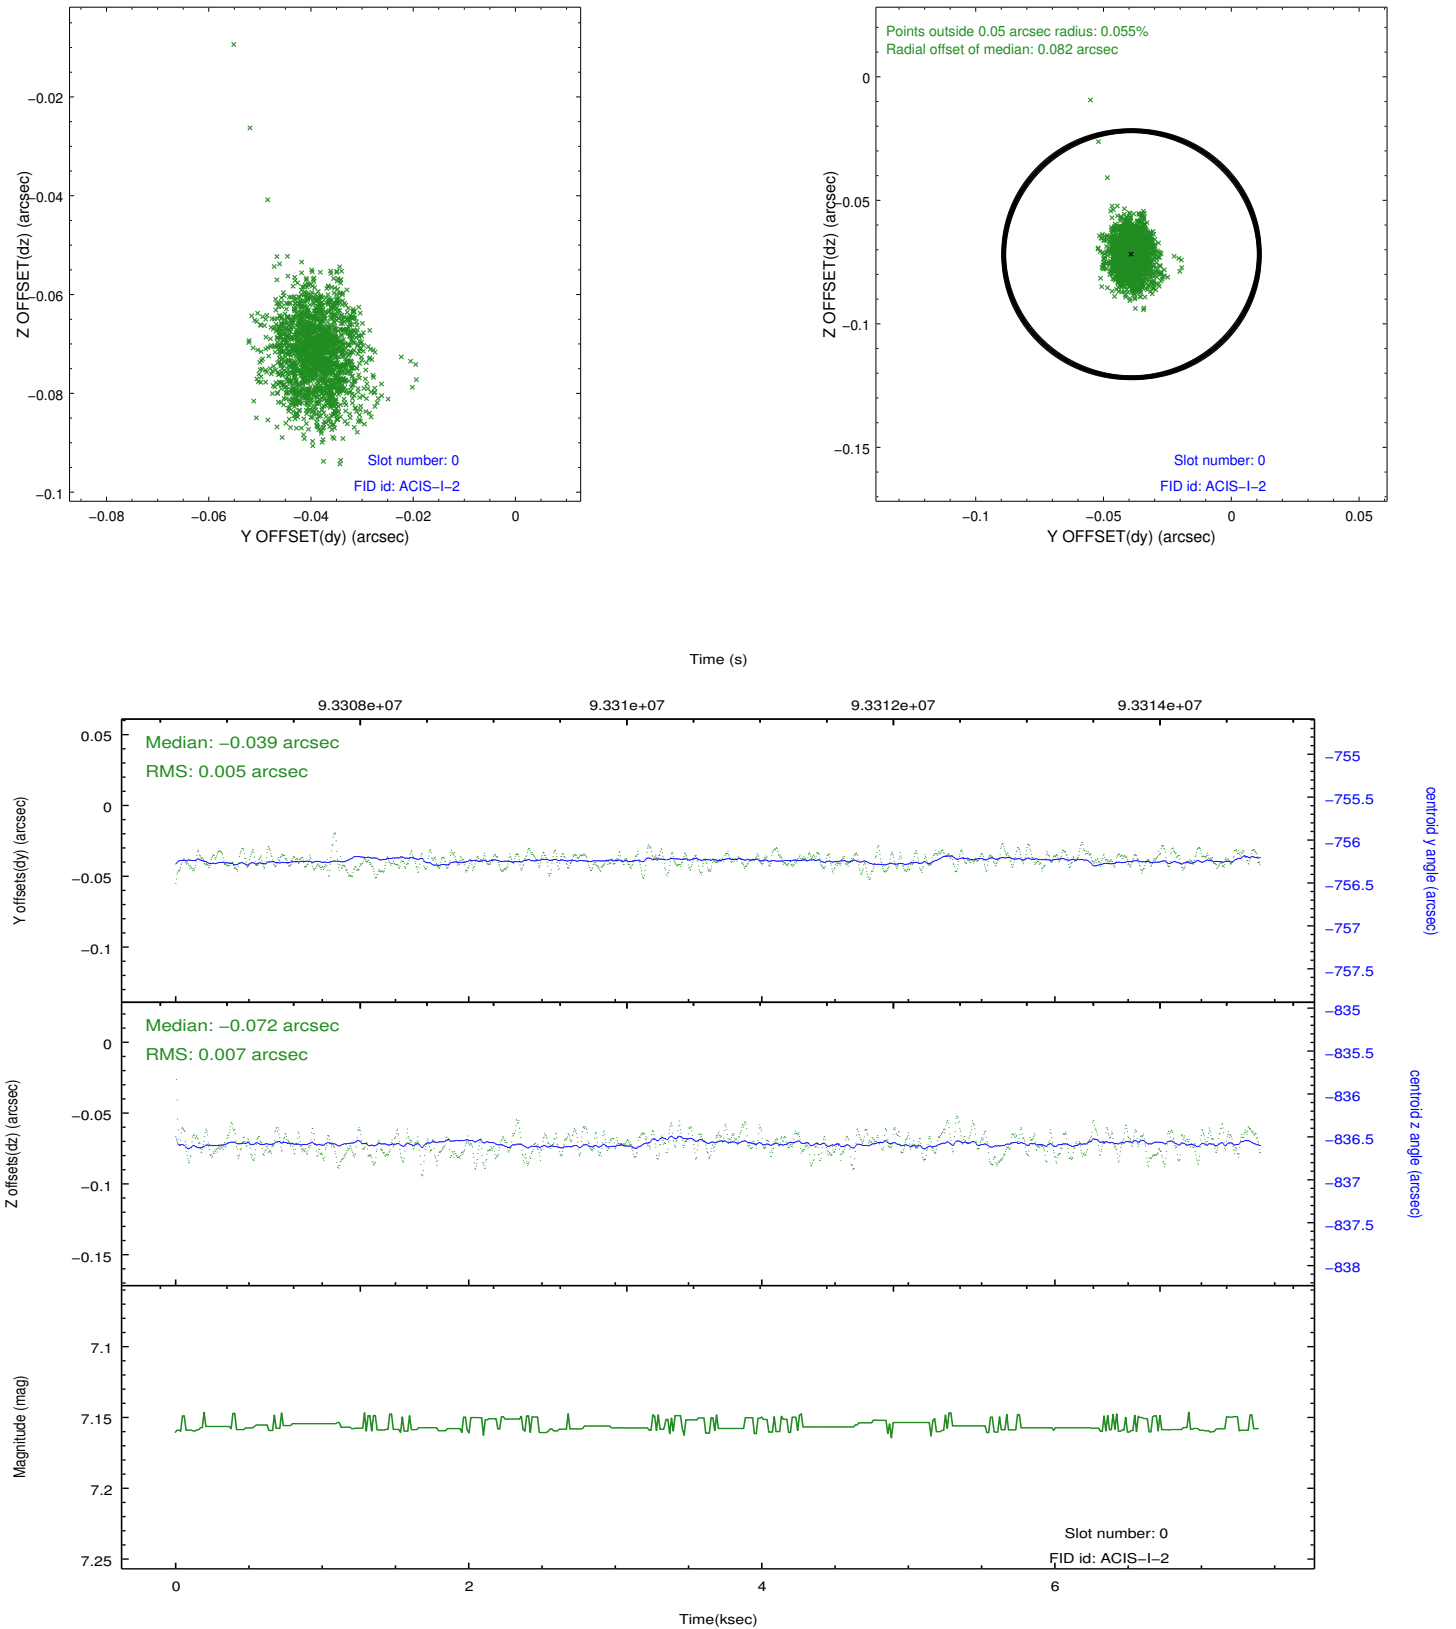 −0.02
−0.04
−0.06
−0.08
−0.1
Z OFFSET(dz) (arcsec)
Slot number: 0
FID id: ACIS−I−2
−0.08
−0.06
−0.04
−0.02
0
Y OFFSET(dy) (arcsec)
Points outside 0.05 arcsec radius: 0.055%
Radial offset of median: 0.082 arcsec
0
−0.05
−0.1
−0.15
Z OFFSET(dz) (arcsec)
Slot number: 0
FID id: ACIS−I−2
−0.1
−0.05
0
0.05
Y OFFSET(dy) (arcsec)
Time (s)
9.3308e+07
9.331e+07
9.3312e+07
9.3314e+07
Median: −0.039 arcsec
RMS: 0.005 arcsec
0.05
0
−0.05
−0.1
Y offsets(dy) (arcsec)
−755
−755.5
−756
−756.5
−757
−757.5
centroid y angle (arcsec)
Median: −0.072 arcsec
RMS: 0.007 arcsec
0
−0.05
−0.1
−0.15
Z offsets(dz) (arcsec)
−835
−835.5
−836
−836.5
−837
−837.5
−838
centroid z angle (arcsec)
7.1
7.15
7.2
7.25
Magnitude (mag)
Slot number: 0
FID id: ACIS−I−2
0
2
4
6
Time(ksec)